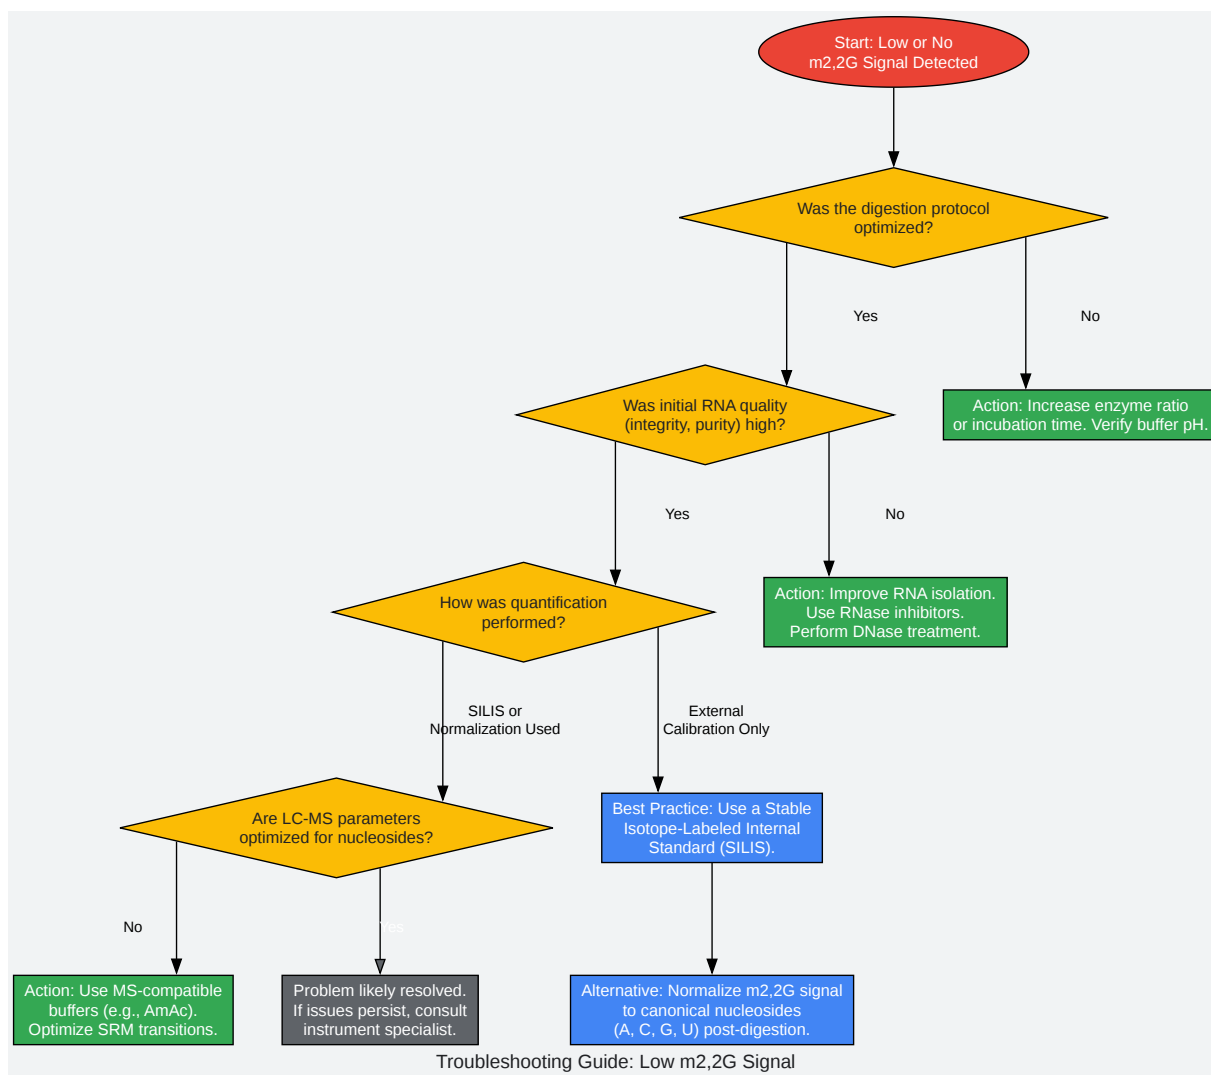 Start: Low or No
m2,2G Signal Detected
Was the digestion protocol
optimized?
Yes
No
Was initial RNA quality
(integrity, purity) high?
Action: Increase enzyme ratio
or incubation time. Verify buffer pH.
Yes
No
How was quantification
performed?
Action: Improve RNA isolation.
Use RNase inhibitors.
Perform DNase treatment.
SILIS or
Normalization Used
External
Calibration Only
Are LC-MS parameters
optimized for nucleosides?
Best Practice: Use a Stable
Isotope-Labeled Internal
Standard (SILIS).
No
Yes
Action: Use MS-compatible
buffers (e.g., AmAc).
Optimize SRM transitions.
Problem likely resolved.
If issues persist, consult
instrument specialist.
Alternative: Normalize m2,2G signal
to canonical nucleosides
(A, C, G, U) post-digestion.
Troubleshooting Guide: Low m2,2G Signal